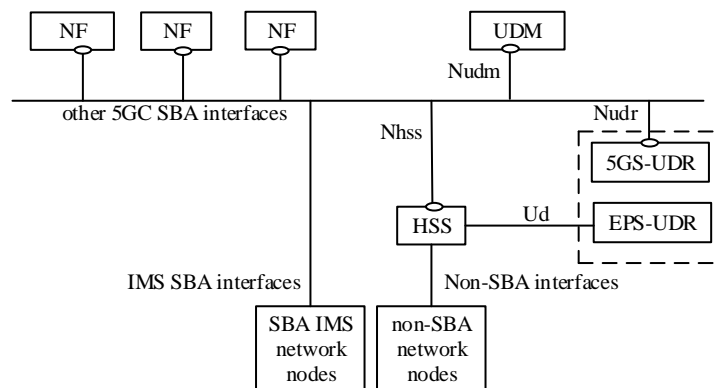 NF
NF
NF
UDM
Nudm
other 5GC SBA interfaces
Nhss
Nudr
5GS-UDR
HSS
Ud
EPS-UDR
IMS SBA interfaces
Non-SBA interfaces
SBA IMS
network
nodes
non-SBA
network
nodes